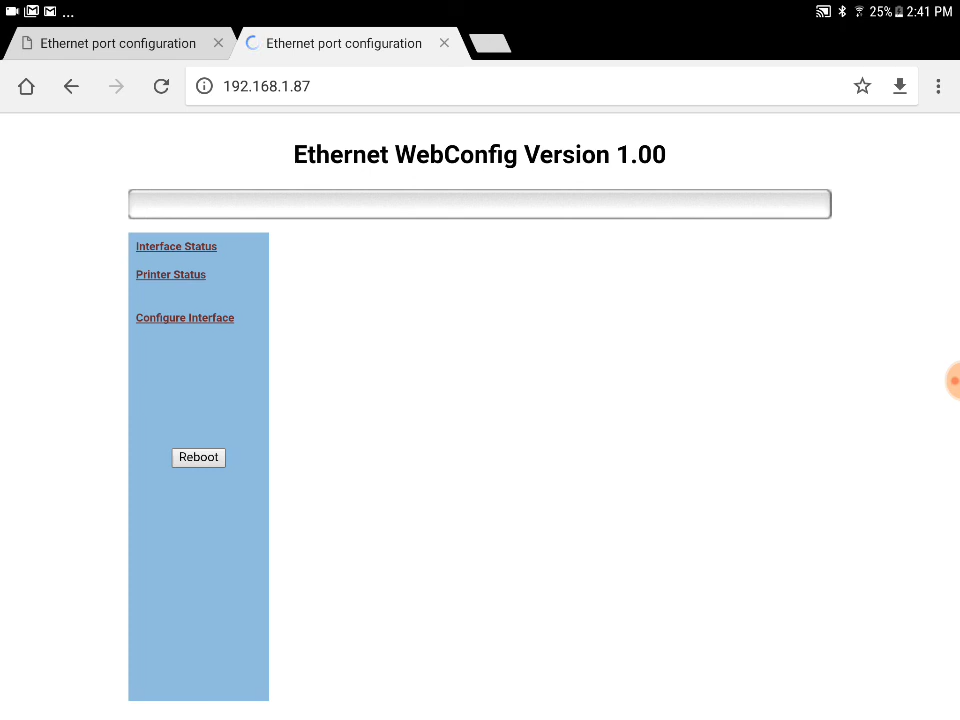 ... 25% 2:41 PM
Ethernet port configuration Ethernet port configuration
192.168.1.87
Ethernet WebConfig Version 1.00
Interface Status
Printer Status
Configure Interface
Reboot